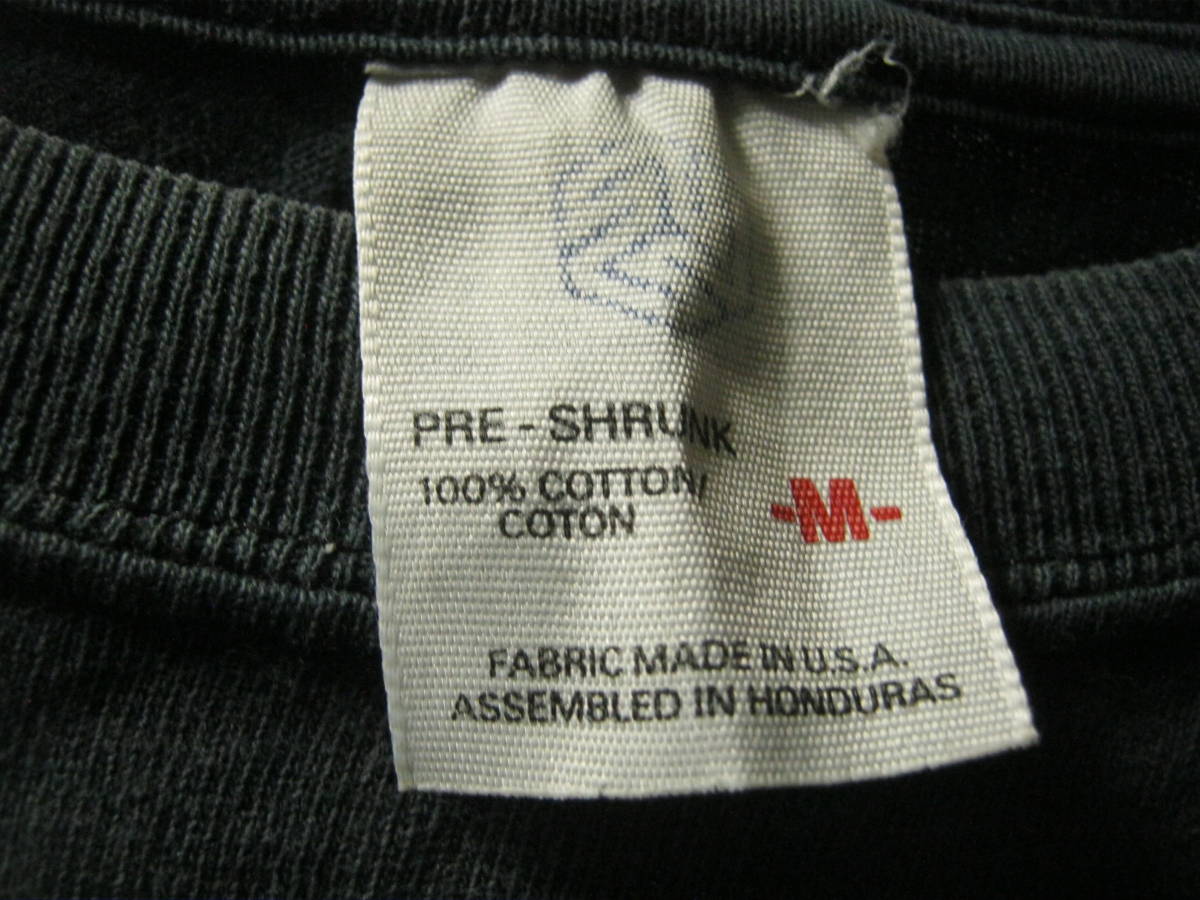 PRE-SHRUNK
100% COTTON/
COTON
-M-
FABRIC MADE IN U.S.A.
ASSEMBLED IN HONDURAS